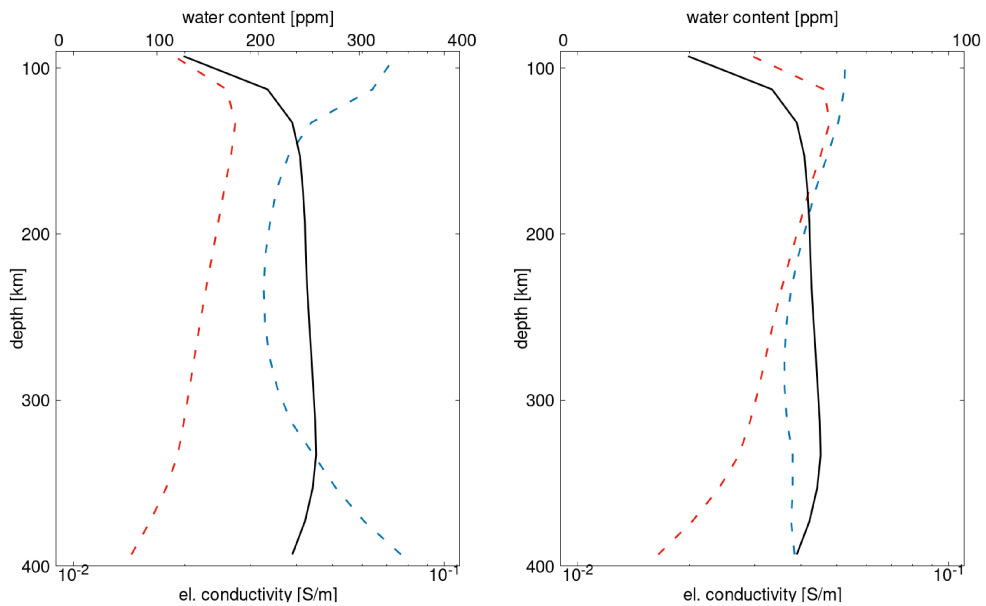 water content [ppm]
0 100 200 300 400
100
200
300
400
depth [km]
10-2 10-1
el. conductivity [S/m]
water content [ppm]
0 100
100
200
300
400
depth [km]
10-2 10-1
el. conductivity [S/m]